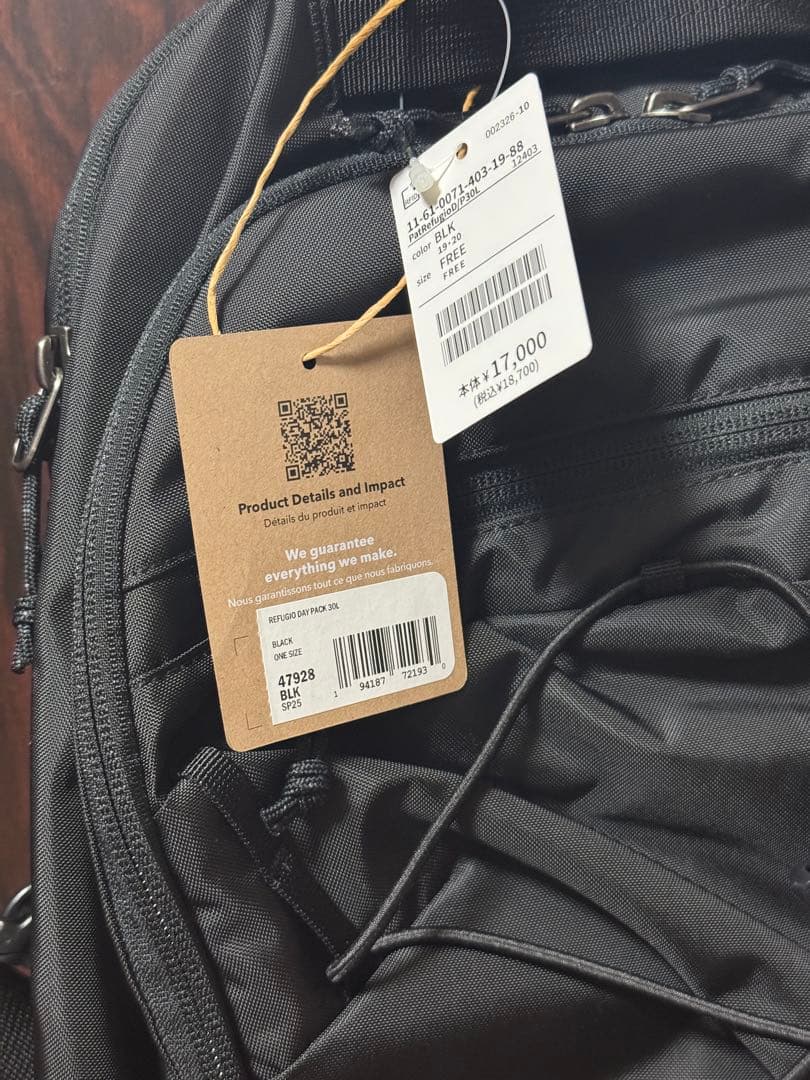 002326-10
11-61-0071-403-19-88
PatRefugioD/P30L 12403
color BLK
19・20
size FREE
FREE
本体¥17,000
(税込¥18,700)
Product Details and Impact
Détails du produit et impact
We guarantee
everything we make.
Nous garantissons tout ce que nous fabriquons.
REFUGIO DAY PACK 30L
BLACK
ONE SIZE
47928
BLK
SP25
1 94187 72193 0